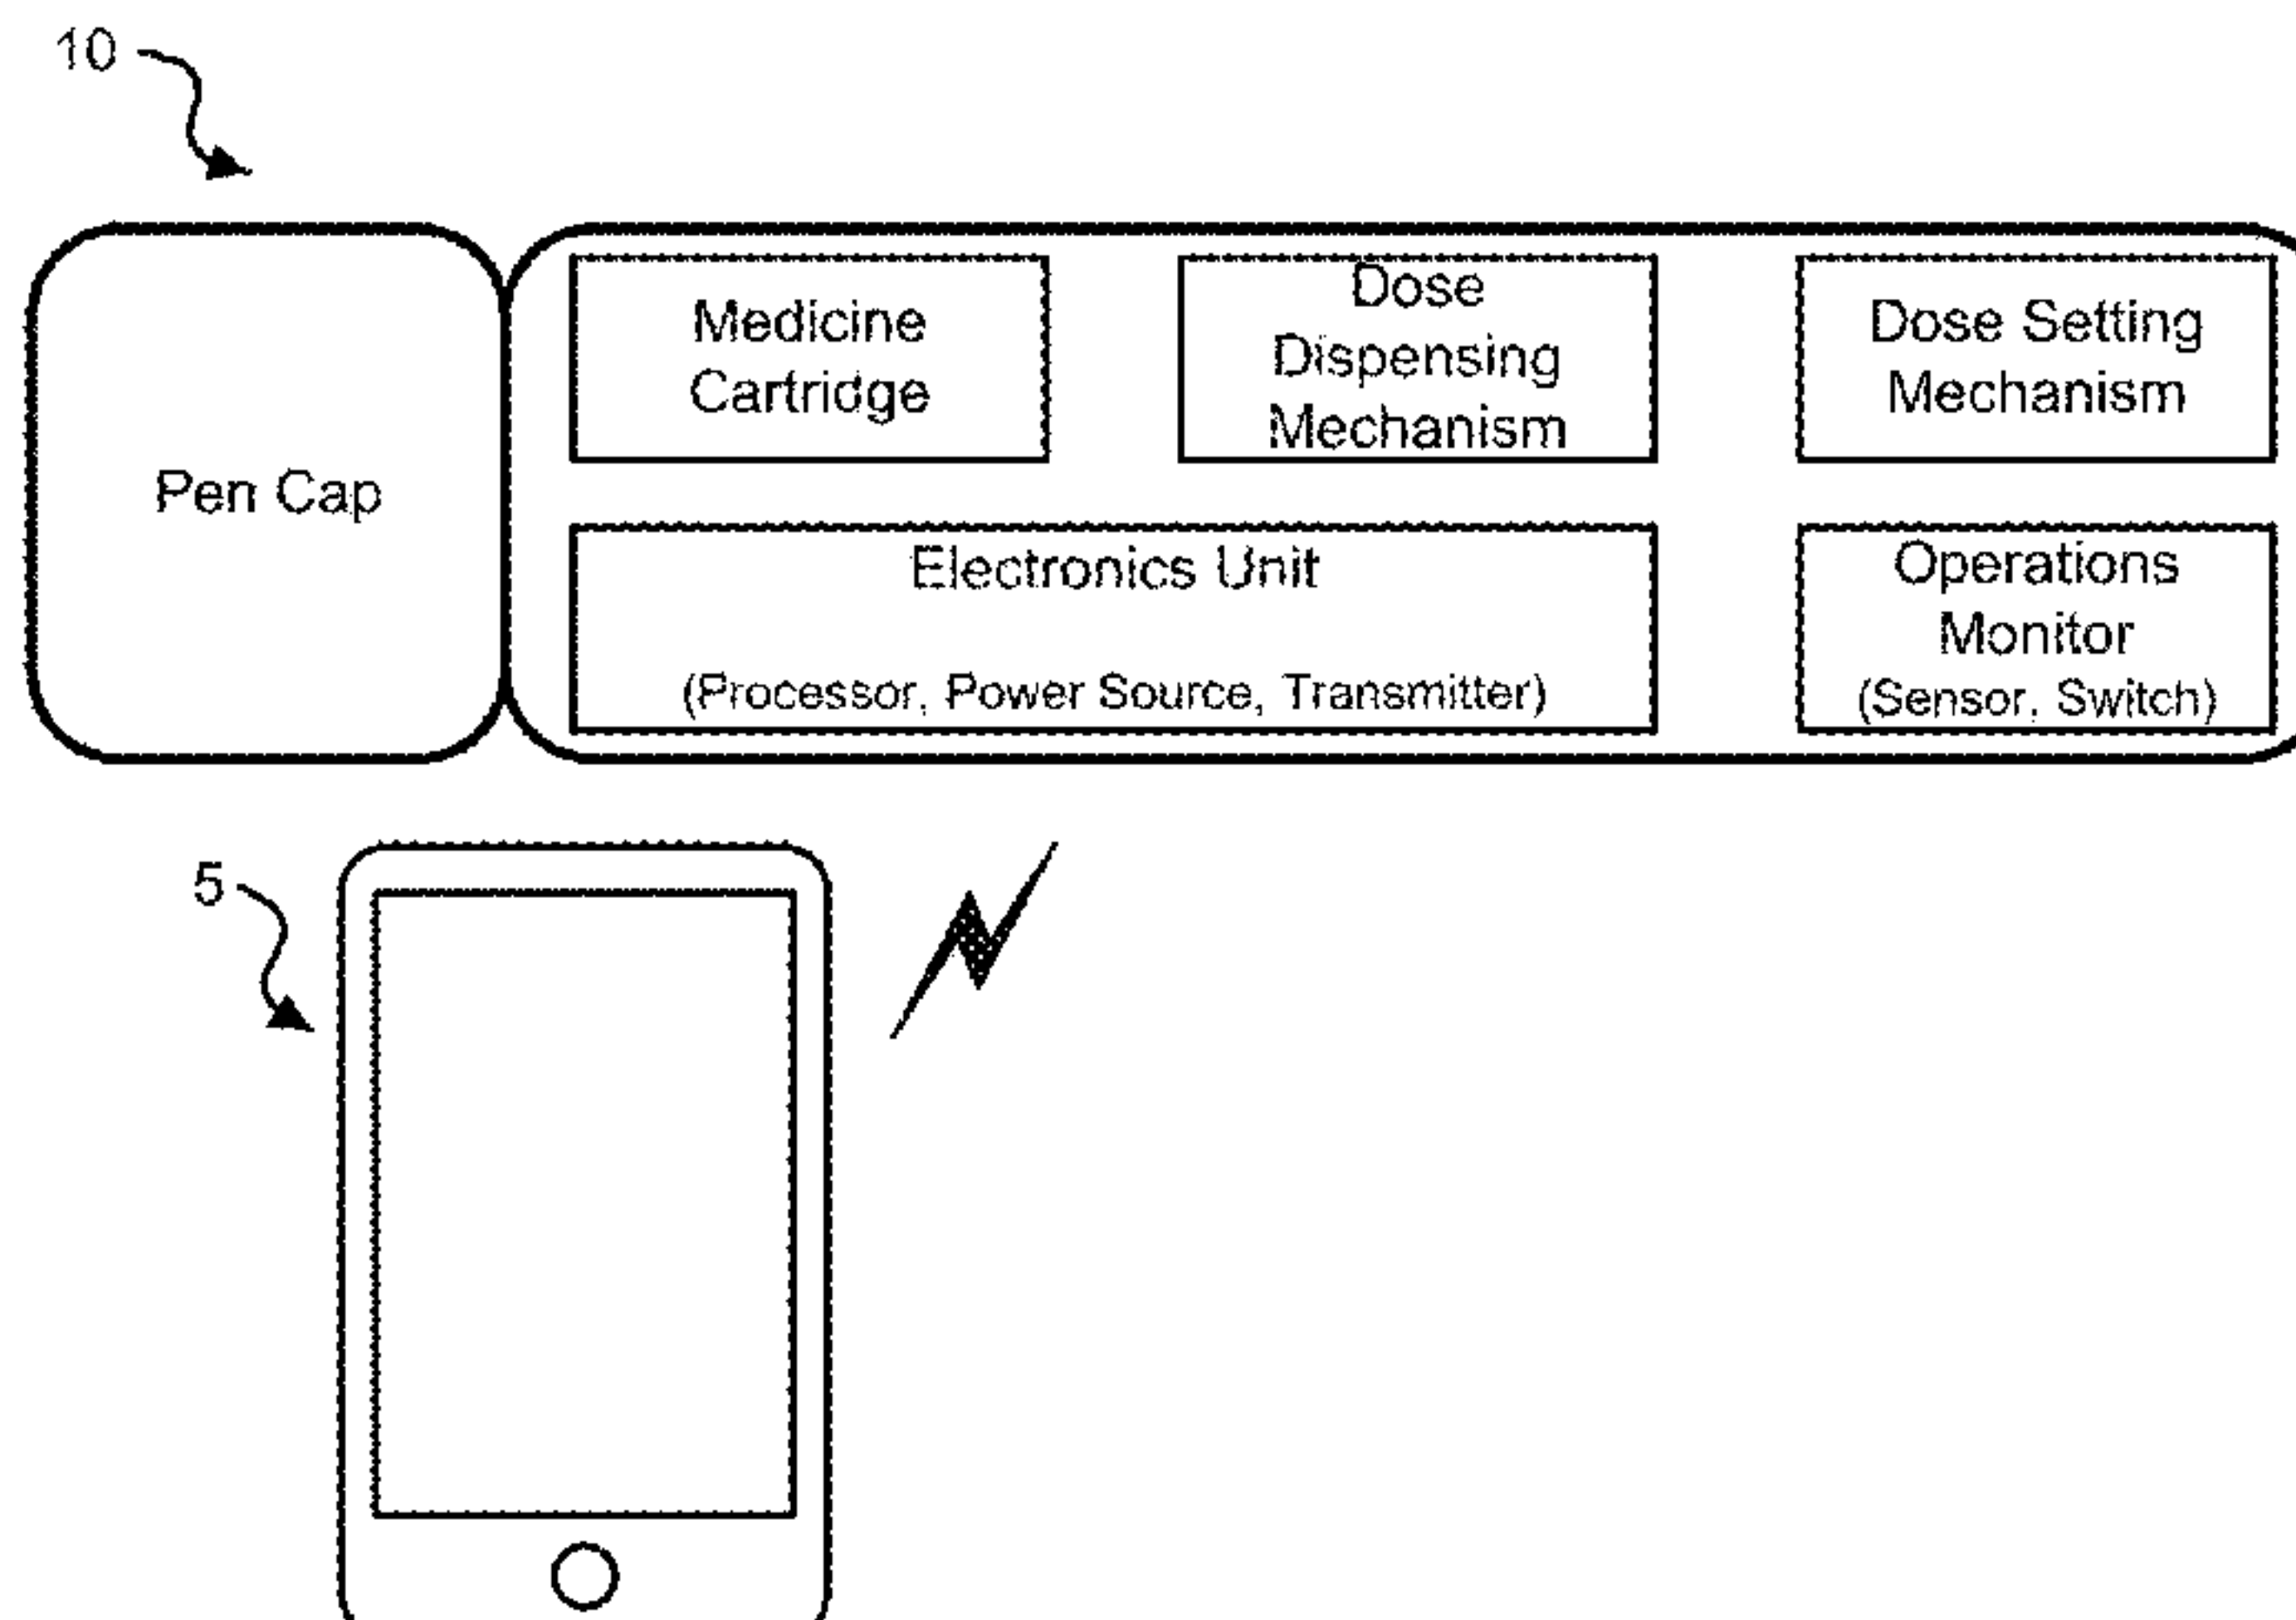 10
Medicine
Cartridge
Dose
Dispensing
Mechanism
Dose Setting
Mechanism
Pen Cap
Electronics Unit
(Processor, Power Source, Transmitter)
Operations
Monitor
(Sensor, Switch)
5